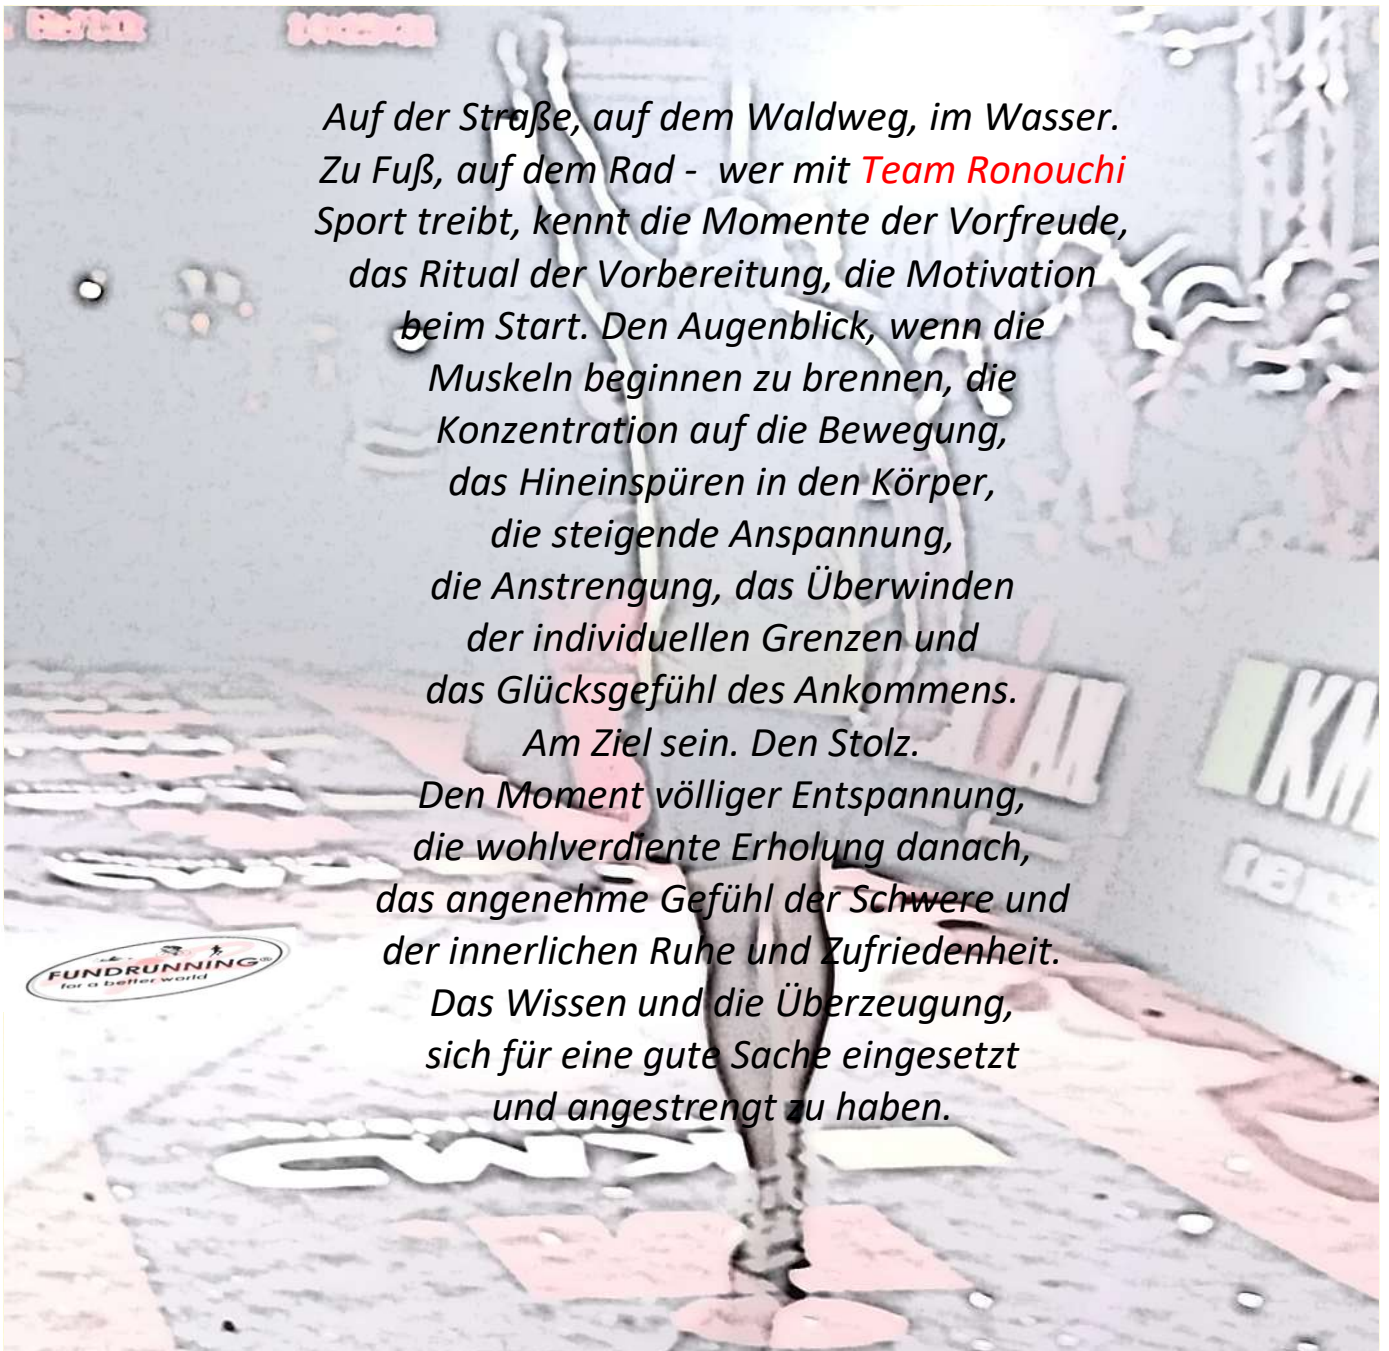 Auf der Straße, auf dem Waldweg, im Wasser.
Zu Fuß, auf dem Rad -  wer mit Team Ronouchi
Sport treibt, kennt die Momente der Vorfreude,
das Ritual der Vorbereitung, die Motivation
beim Start. Den Augenblick, wenn die
Muskeln beginnen zu brennen, die
Konzentration auf die Bewegung,
das Hineinspüren in den Körper,
die steigende Anspannung,
die Anstrengung, das Überwinden
der individuellen Grenzen und
das Glücksgefühl des Ankommens.
Am Ziel sein. Den Stolz.
Den Moment völliger Entspannung,
die wohlverdiente Erholung danach,
das angenehme Gefühl der Schwere und
der innerlichen Ruhe und Zufriedenheit.
Das Wissen und die Überzeugung,
sich für eine gute Sache eingesetzt
und angestrengt zu haben.
FUNDRUNNING®
for a better world
KM